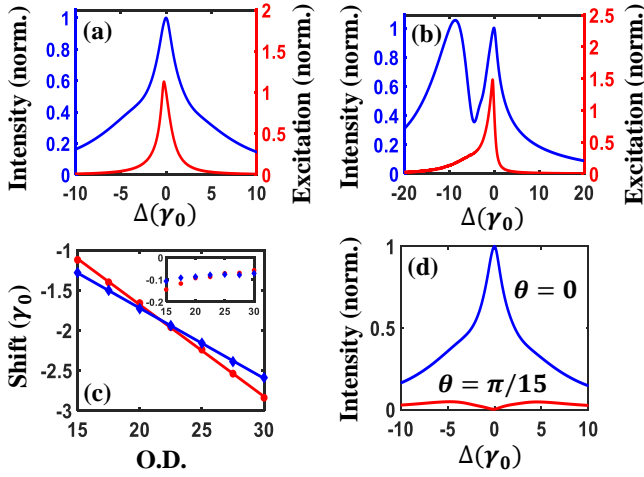 (a)
Intensity (norm.)
1
0.8
0.6
0.4
0.2
0
2
1.5
1
0.5
0
Excitation (norm.)
-10 -5 0 5 10
Δ(γ₀)
(b)
Intensity (norm.)
1
0.8
0.6
0.4
0.2
0
2.5
2
1.5
1
0.5
0
Excitation (norm.)
-20 -10 0 10 20
Δ(γ₀)
(c)
Shift (γ₀)
-1
-1.5
-2
-2.5
-3
15 20 25 30
O.D.
0
-0.1
-0.2
15 20 25 30
(d)
Intensity (norm.)
1
0.5
0
θ = 0
θ = π/15
-10 -5 0 5 10
Δ(γ₀)